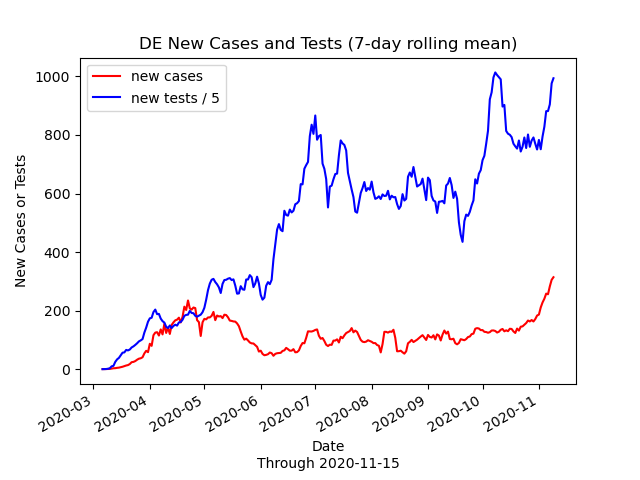 DE New Cases and Tests (7-day rolling mean)
new cases
new tests / 5
New Cases or Tests
1000
800
600
400
200
0
2020-03
2020-04
2020-05
2020-06
2020-07
2020-08
2020-09
2020-10
2020-11
Date
Through 2020-11-15